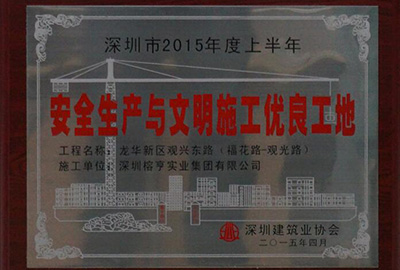 深圳市2015年度上半年
安全生产与文明施工优良工地
工程名称：龙华新区观兴东路（福花路-观光路）
施工单位：深圳榕亨实业集团有限公司
深圳建筑业协会
二〇一五年四月